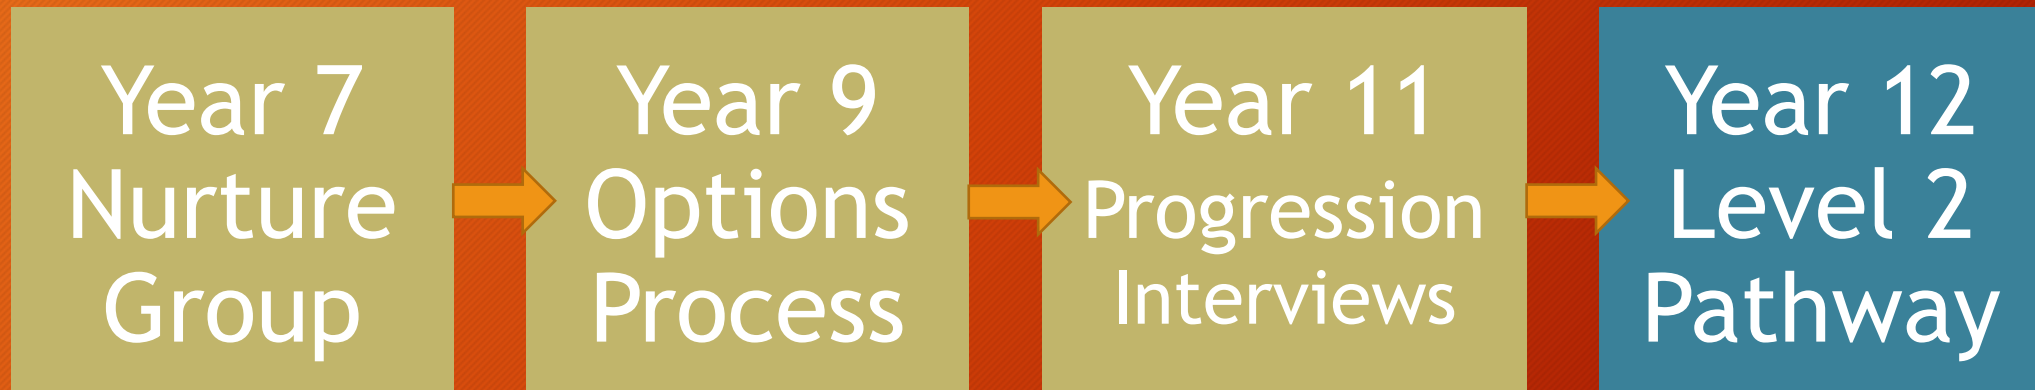 Year 7
Nurture
Group
Year 9
Options
Process
Year 11
Progression
Interviews
Year 12
Level 2
Pathway